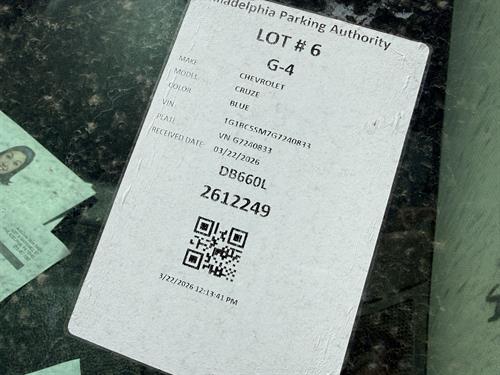 Philadelphia Parking Authority
LOT # 6
G-4
MAKE CHEVROLET
MODEL CRUZE
COLOR BLUE
VIN 1G1BC5SM7G7240833
PLATE VN G7240833
RECEIVED DATE 03/22/2026
DB660L
2612249
3/22/2026 12:13:41 PM